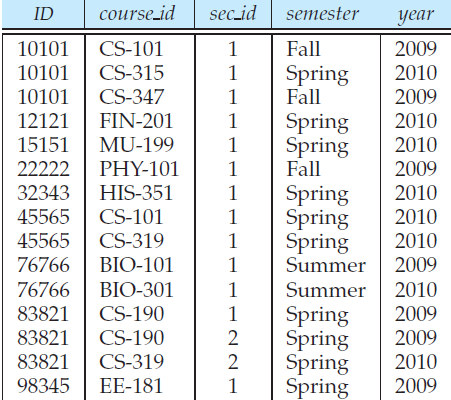 ID course_id sec_id semester year
10101 CS-101 1 Fall 2009
10101 CS-315 1 Spring 2010
10101 CS-347 1 Fall 2009
12121 FIN-201 1 Spring 2010
15151 MU-199 1 Spring 2010
22222 PHY-101 1 Fall 2009
32343 HIS-351 1 Spring 2010
45565 CS-101 1 Spring 2010
45565 CS-319 1 Spring 2010
76766 BIO-101 1 Summer 2009
76766 BIO-301 1 Summer 2010
83821 CS-190 1 Spring 2009
83821 CS-190 2 Spring 2009
83821 CS-319 2 Spring 2010
98345 EE-181 1 Spring 2009